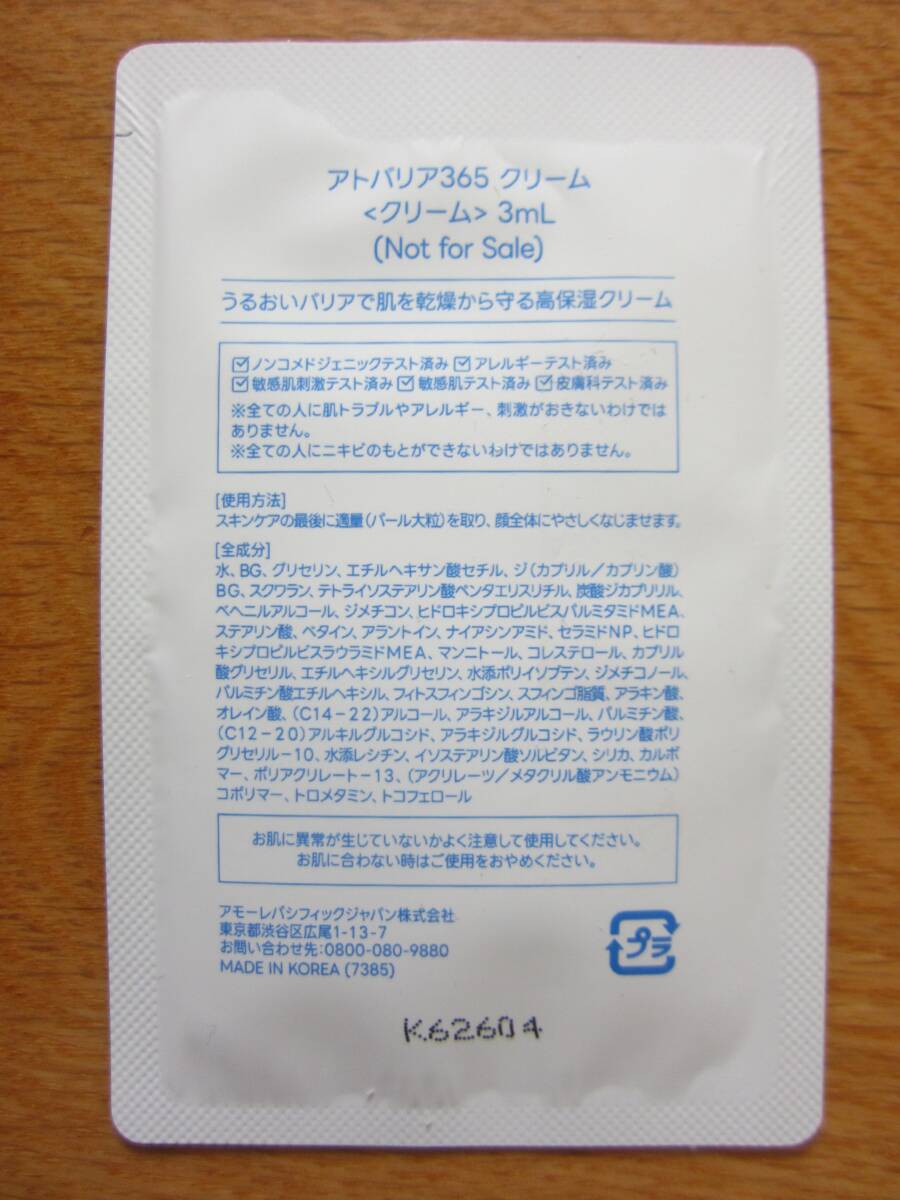 アトバリア365 クリーム
<クリーム> 3mL
(Not for Sale)
うるおいバリアで肌を乾燥から守る高保湿クリーム
☑ノンコメドジェニックテスト済み ☑アレルギーテスト済み
☑敏感肌刺激テスト済み ☑敏感肌テスト済み ☑皮膚科テスト済み
※全ての人に肌トラブルやアレルギー、刺激がおきないわけでは
ありません。
※全ての人にニキビのもとができないわけではありません。
[使用方法]
スキンケアの最後に適量(パール大粒)を取り、顔全体にやさしくなじませます。
[全成分]
水、BG、グリセリン、エチルヘキサン酸セチル、ジ(カプリル/カプリン酸)
BG、スクワラン、テトライソステアリン酸ペンタエリスリチル、炭酸ジカプリリル、
ベヘニルアルコール、ジメチコン、ヒドロキシプロピルビスパルミタミドMEA、
ステアリン酸、ベタイン、アラントイン、ナイアシンアミド、セラミドNP、ヒドロ
キシプロピルビスラウラミドMEA、マンニトール、コレステロール、カプリル
酸グリセリル、エチルヘキシルグリセリン、水添ポリイソブテン、ジメチコノール、
パルミチン酸エチルヘキシル、フィトスフィンゴシン、スフィンゴ脂質、アラキン酸、
オレイン酸、(C14-22)アルコール、アラキジルアルコール、パルミチン酸、
(C12-20)アルキルグルコシド、アラキジルグルコシド、ラウリン酸ポリ
グリセリル-10、水添レシチン、イソステアリン酸ソルビタン、シリカ、カルボ
マー、ポリアクリレート-13、(アクリレーツ/メタクリル酸アンモニウム)
コポリマー、トロメタミン、トコフェロール
お肌に異常が生じていないかよく注意して使用してください。
お肌に合わない時はご使用をおやめください。
アモーレパシフィックジャパン株式会社
東京都渋谷区広尾1-13-7
お問い合わせ先:0800-080-9880
MADE IN KOREA (7385)
プラ
K62604